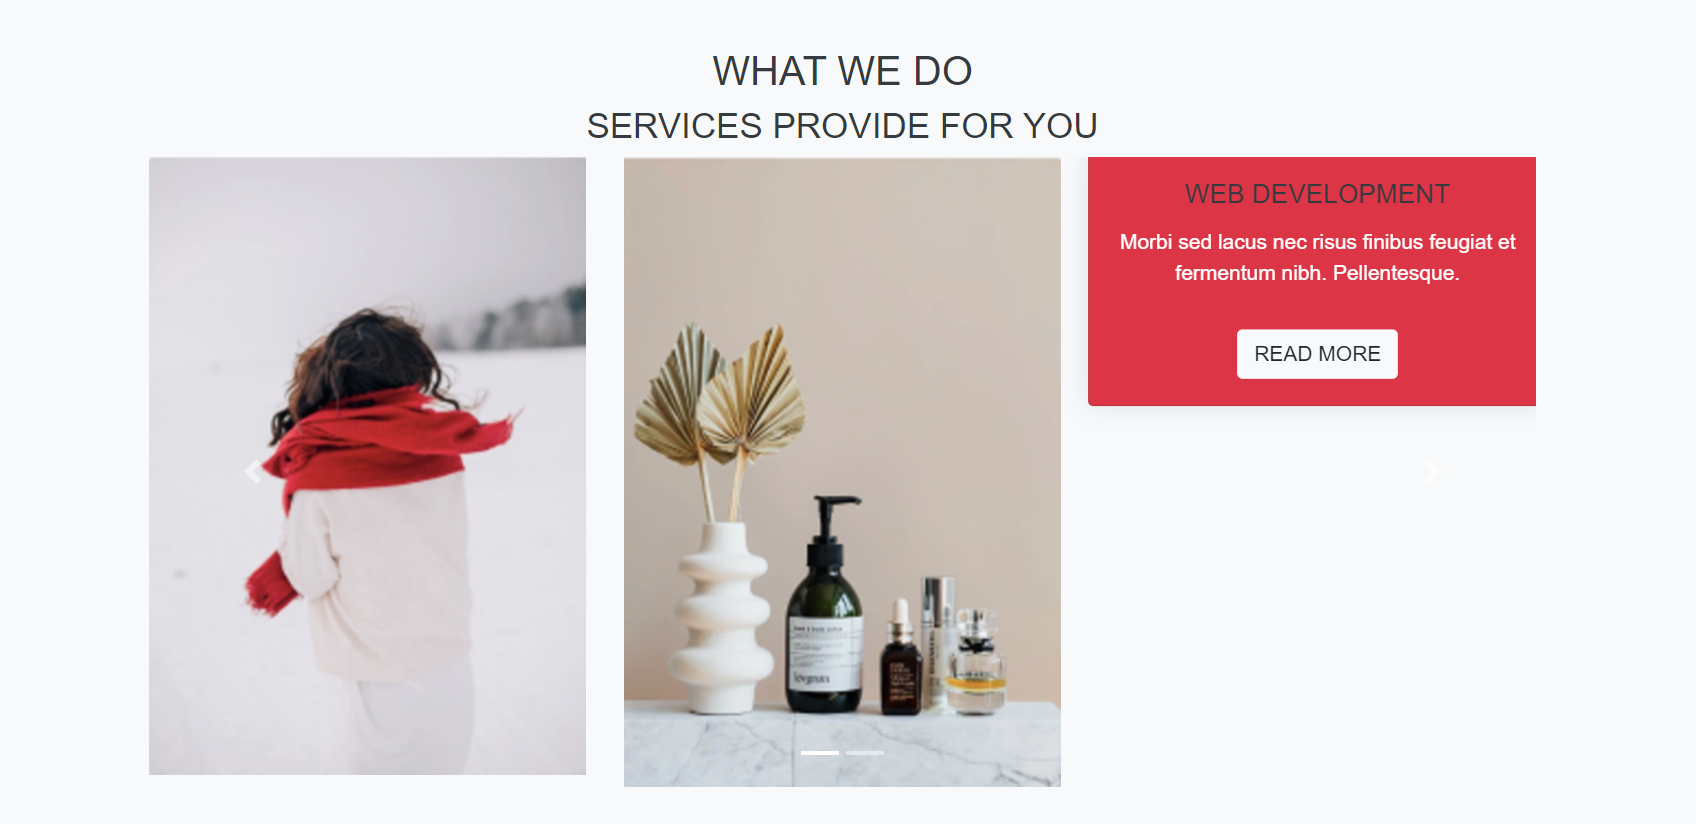 WHAT WE DO
SERVICES PROVIDE FOR YOU
WEB DEVELOPMENT
Morbi sed lacus nec risus finibus feugiat et
fermentum nibh. Pellentesque.
READ MORE